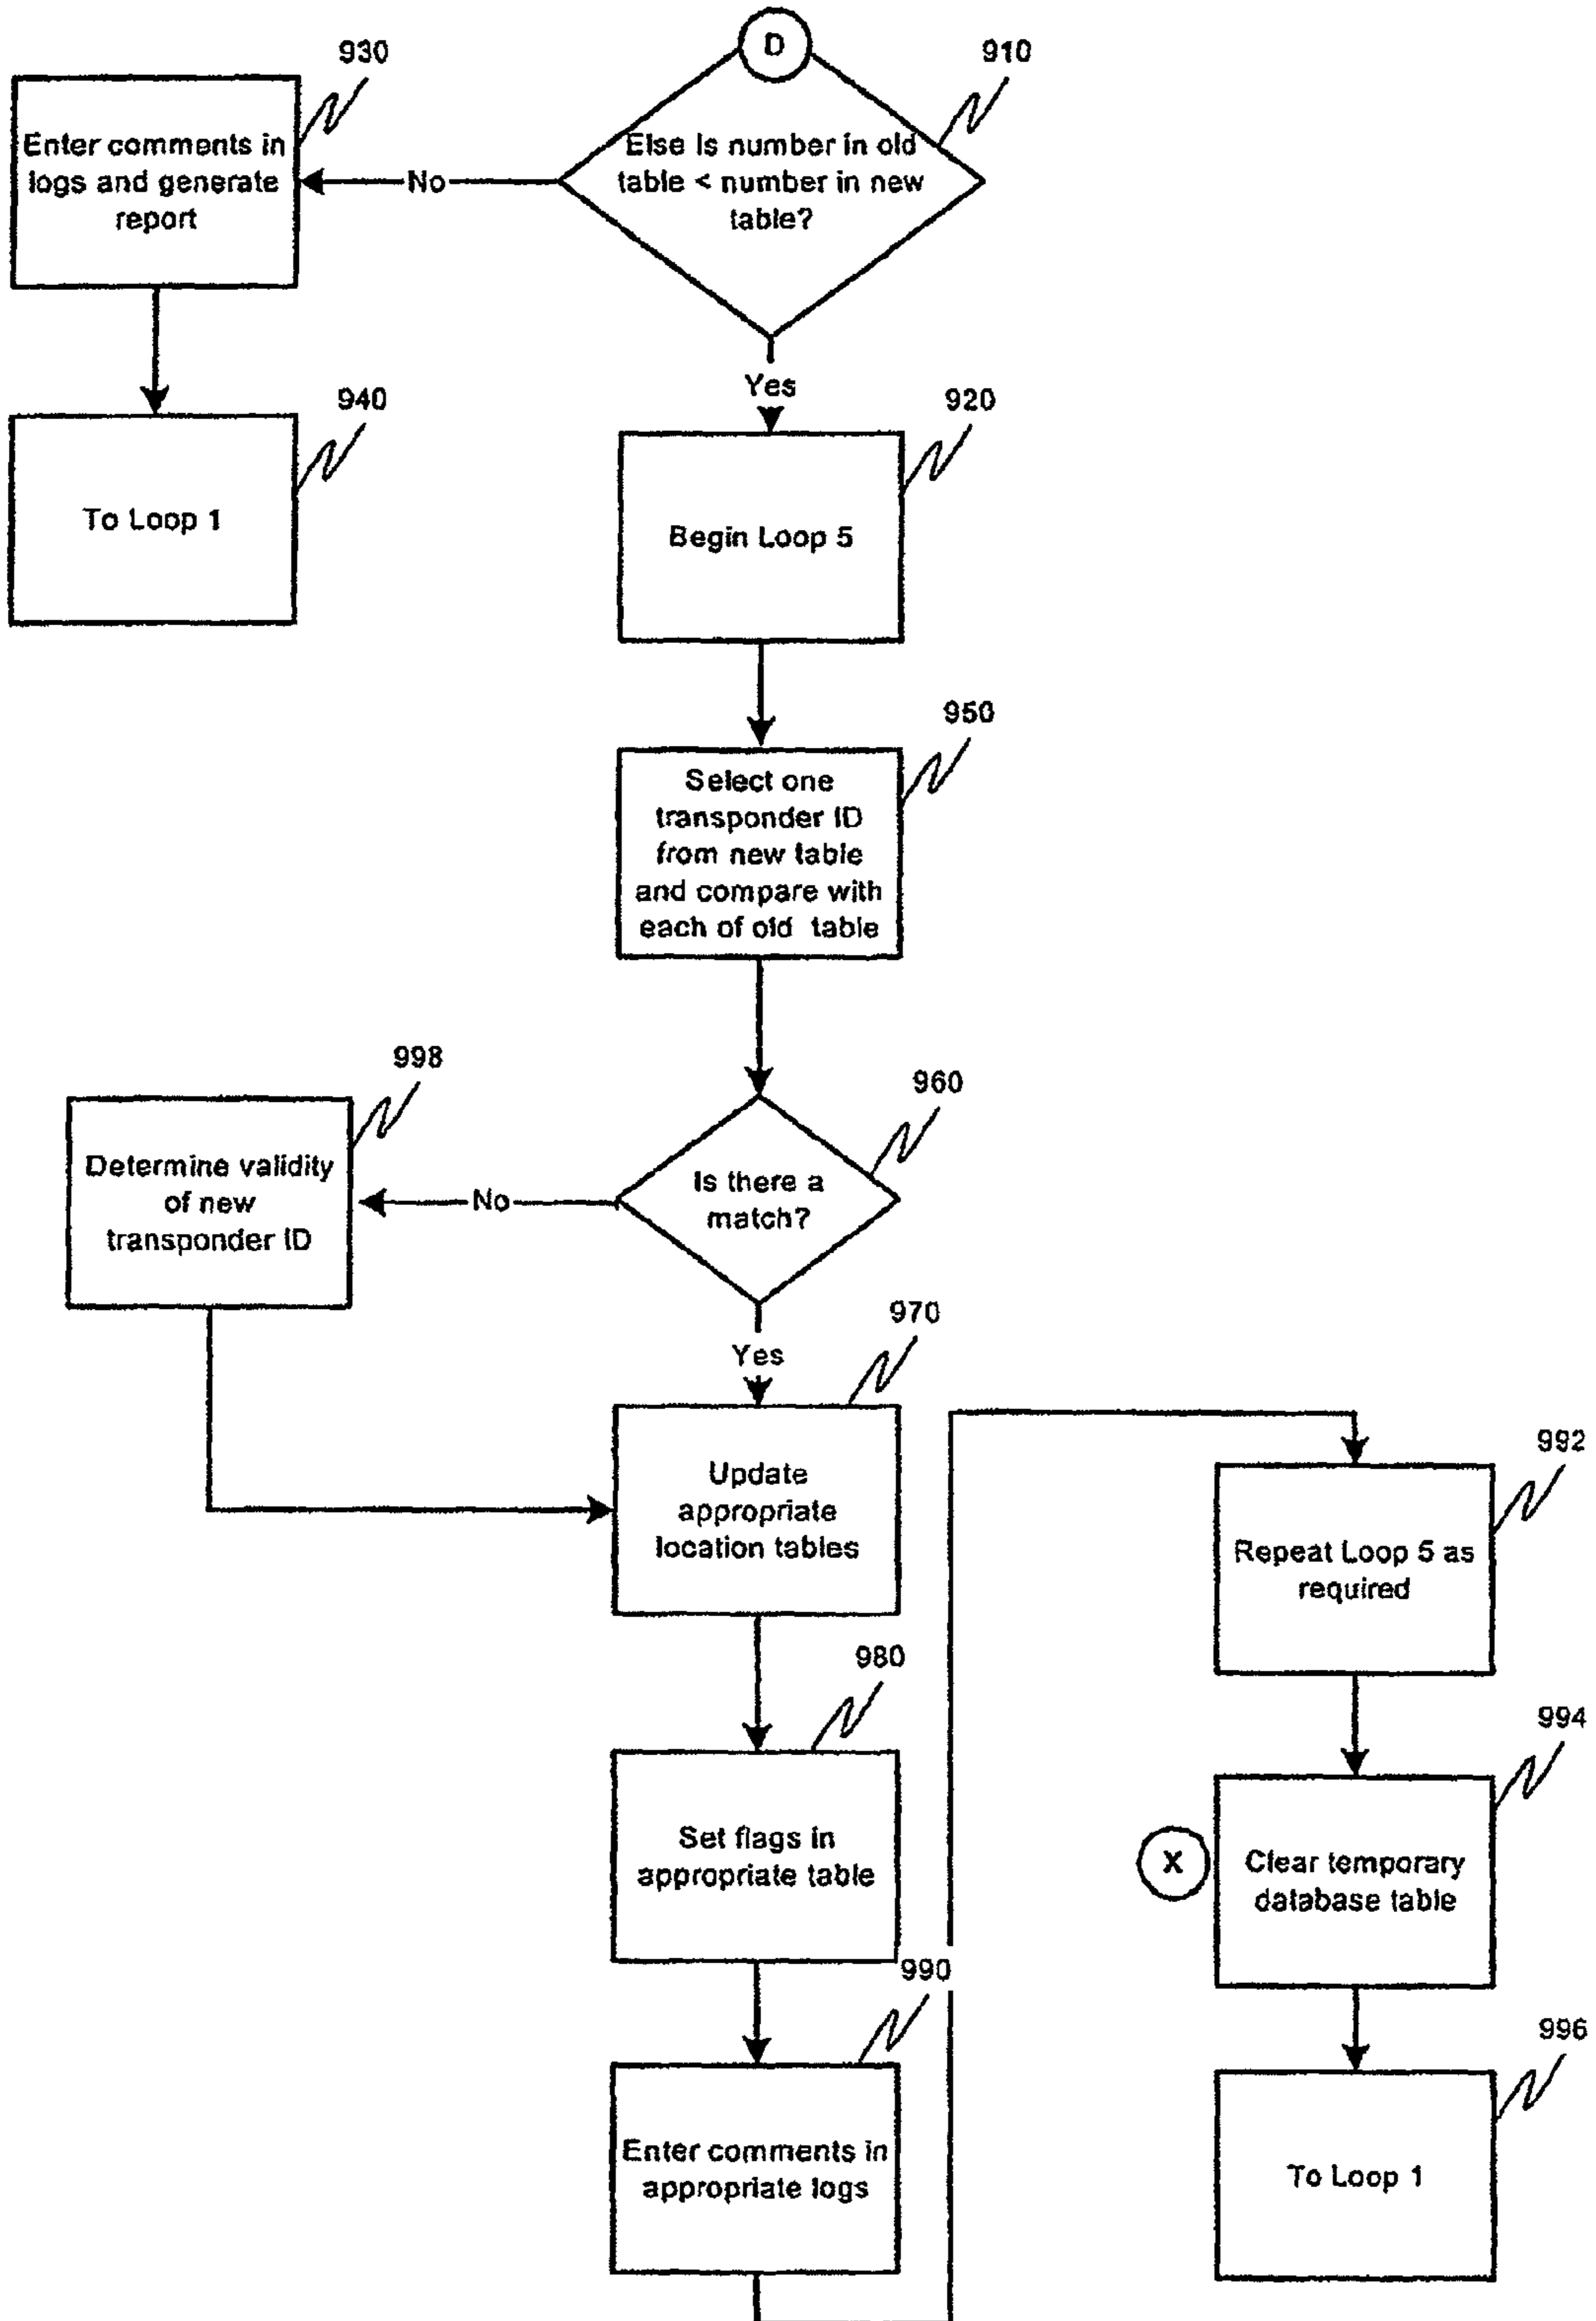 D
910
Else Is number in old
table < number in new
table?
No
930
Enter comments in
logs and generate
report
940
To Loop 1
Yes
920
Begin Loop 5
950
Select one
transponder ID
from new table
and compare with
each of old table
960
Is there a
match?
No
998
Determine validity
of new
transponder ID
Yes
970
Update
appropriate
location tables
980
Set flags in
appropriate table
990
Enter comments in
appropriate logs
992
Repeat Loop 5 as
required
994
X
Clear temporary
database table
996
To Loop 1